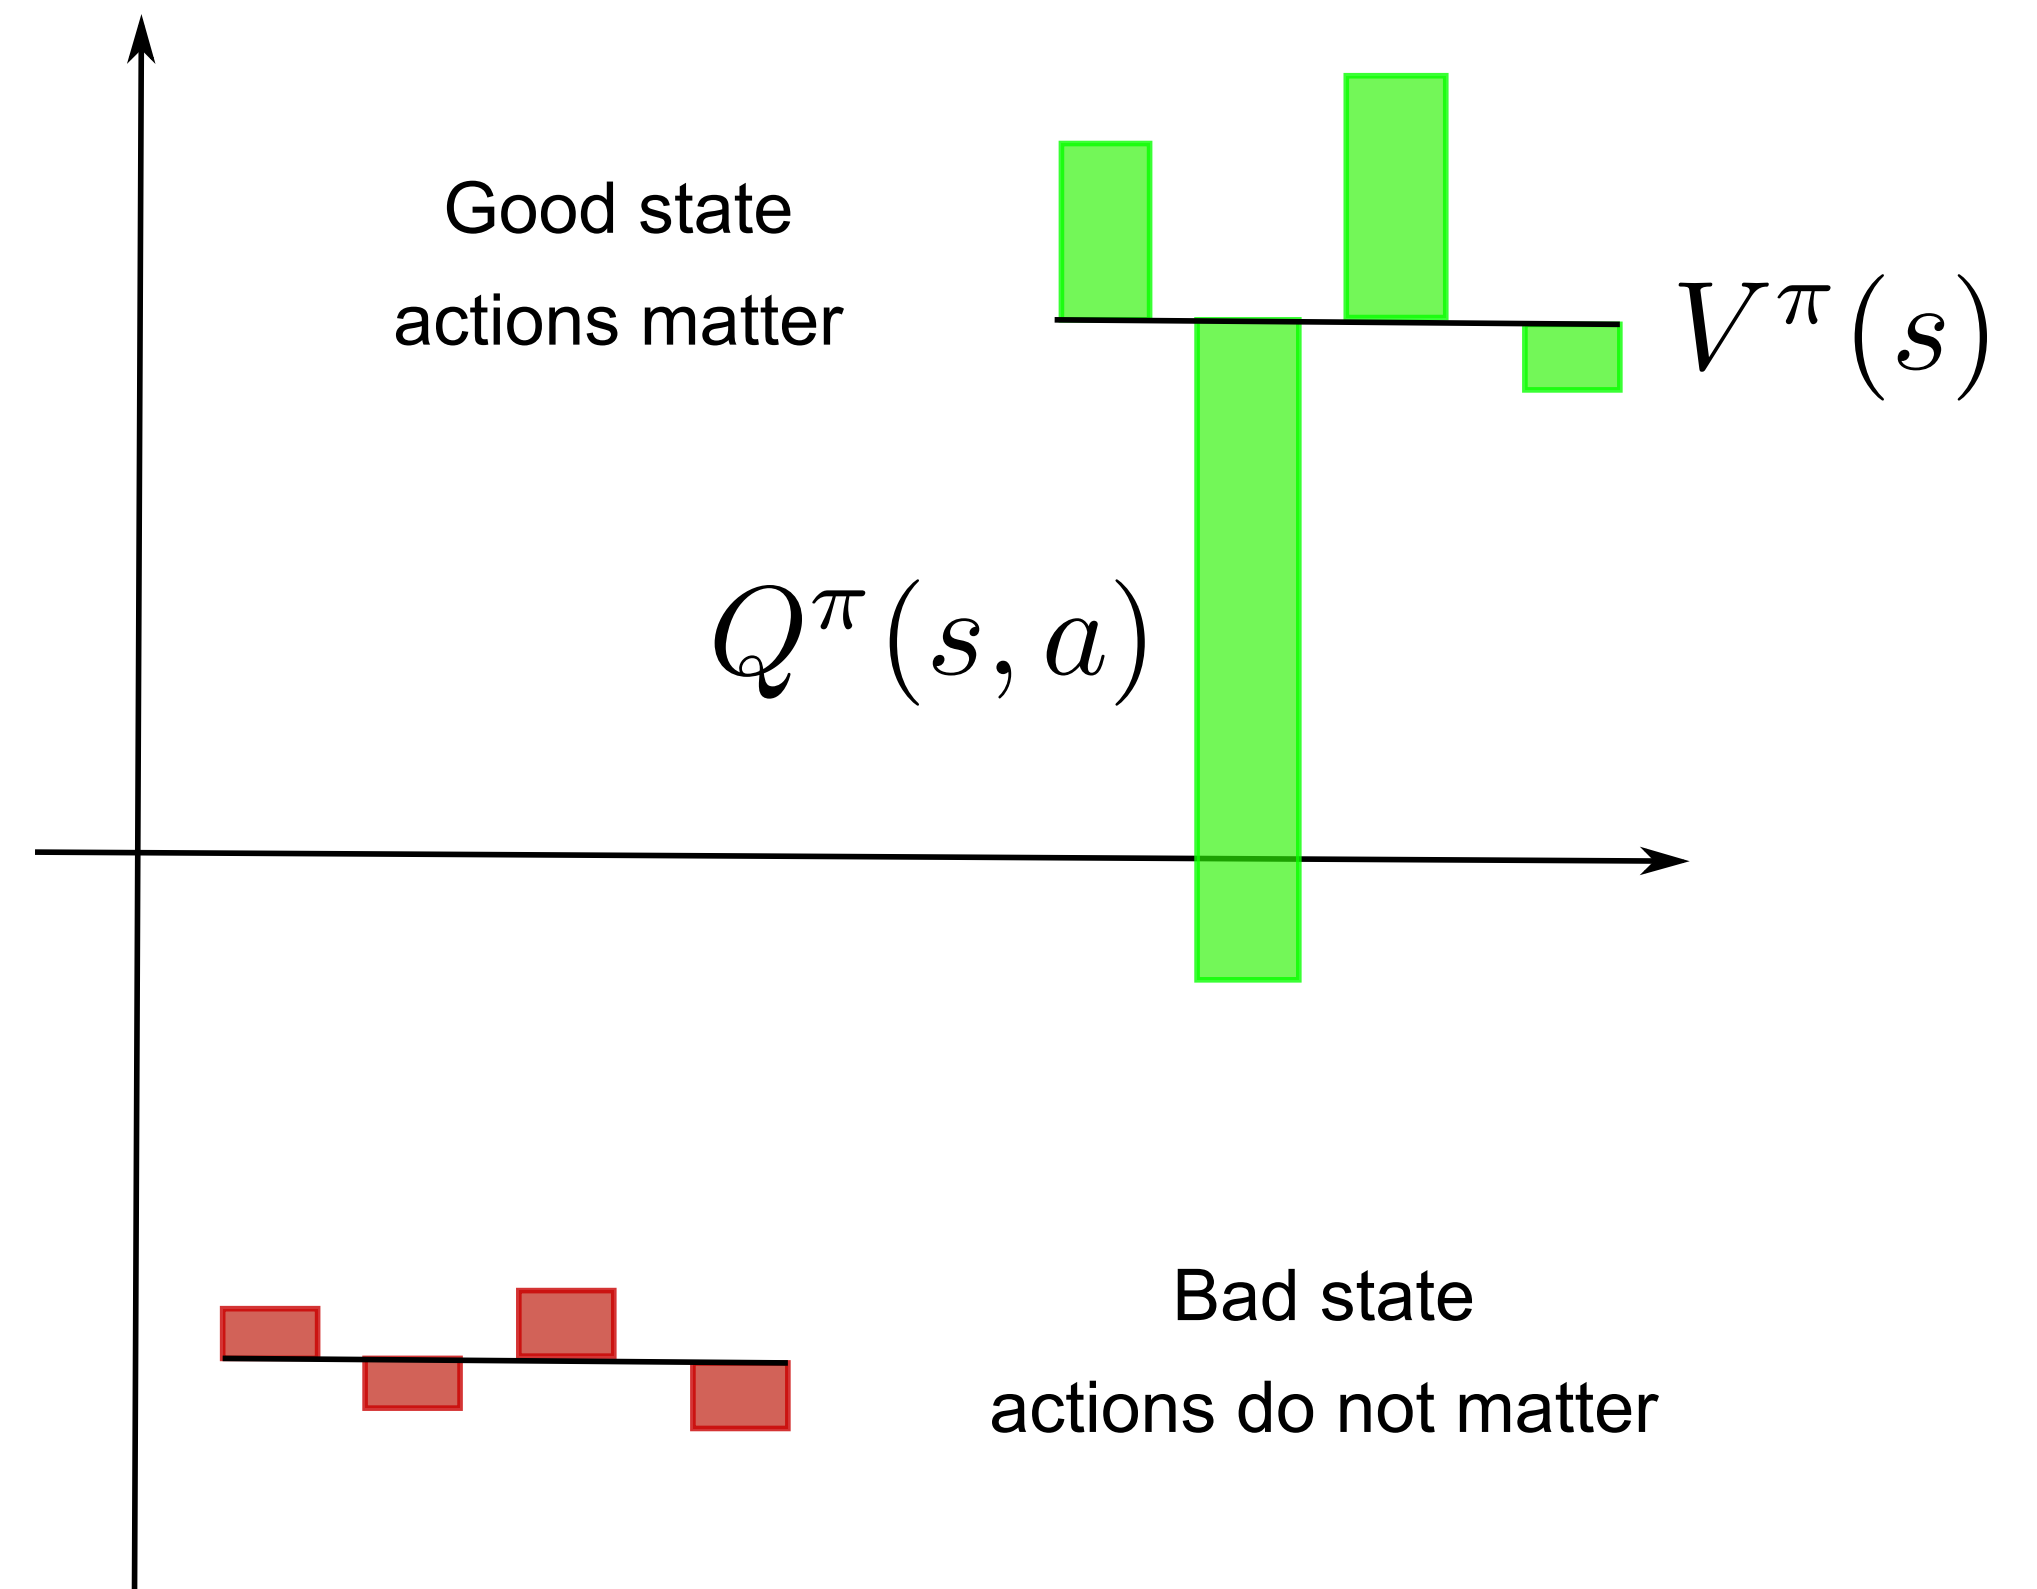 Good state
actions matter
V^π(s)
Q^π(s, a)
Bad state
actions do not matter